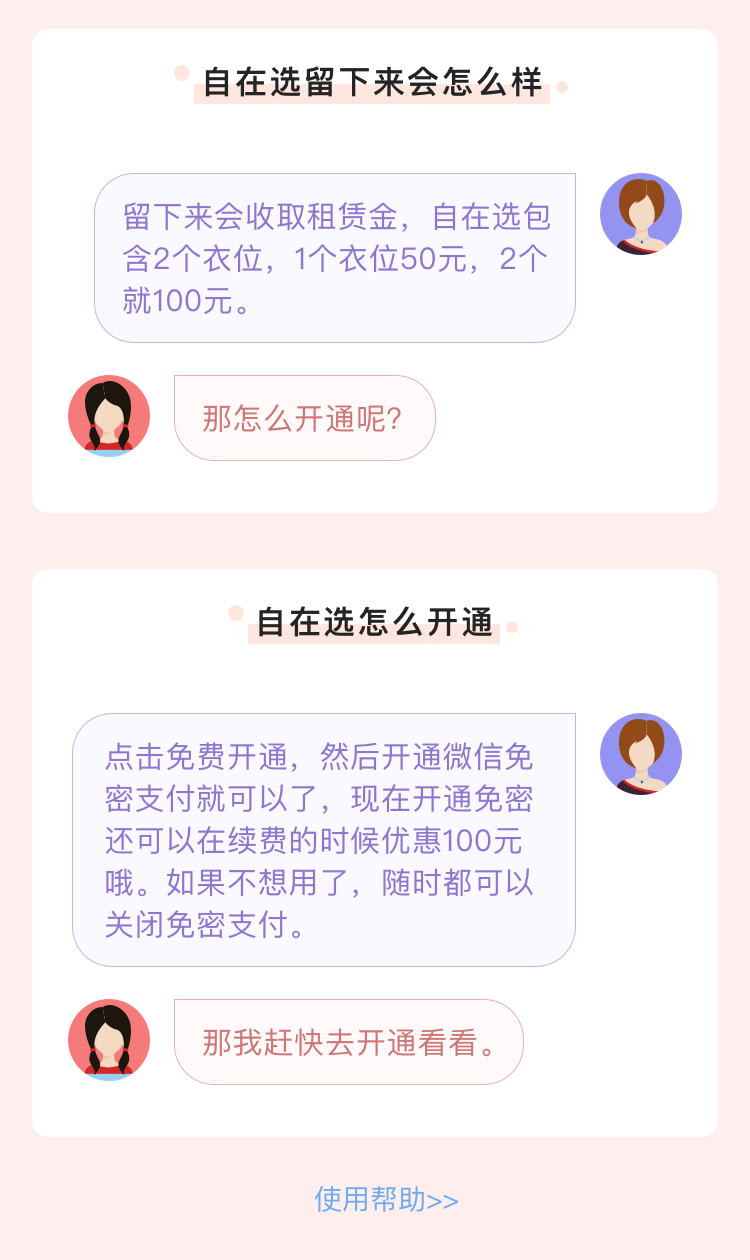 自在选留下来会怎么样
留下来会收取租赁金，自在选包
含2个衣位，1个衣位50元，2个
就100元。
那怎么开通呢？
自在选怎么开通
点击免费开通，然后开通微信免
密支付就可以了，现在开通免密
还可以在续费的时候优惠100元
哦。如果不想用了，随时都可以
关闭免密支付。
那我赶快去开通看看。
使用帮助>>